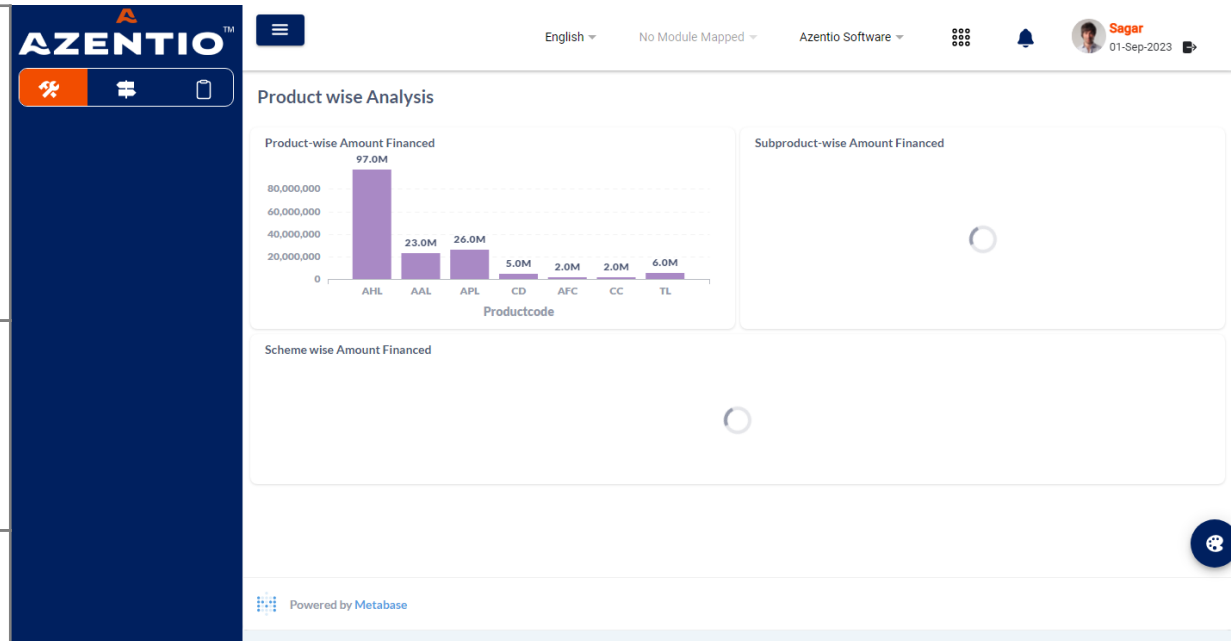 AZENTIO™
English
No Module Mapped
Azentio Software
Sagar
01-Sep-2023
Product wise Analysis
Product-wise Amount Financed
97.0M
80,000,000
60,000,000
40,000,000
20,000,000
0
23.0M
26.0M
5.0M
2.0M
2.0M
6.0M
AHL
AAL
APL
CD
AFC
CC
TL
Productcode
Subproduct-wise Amount Financed
Scheme wise Amount Financed
Powered by Metabase